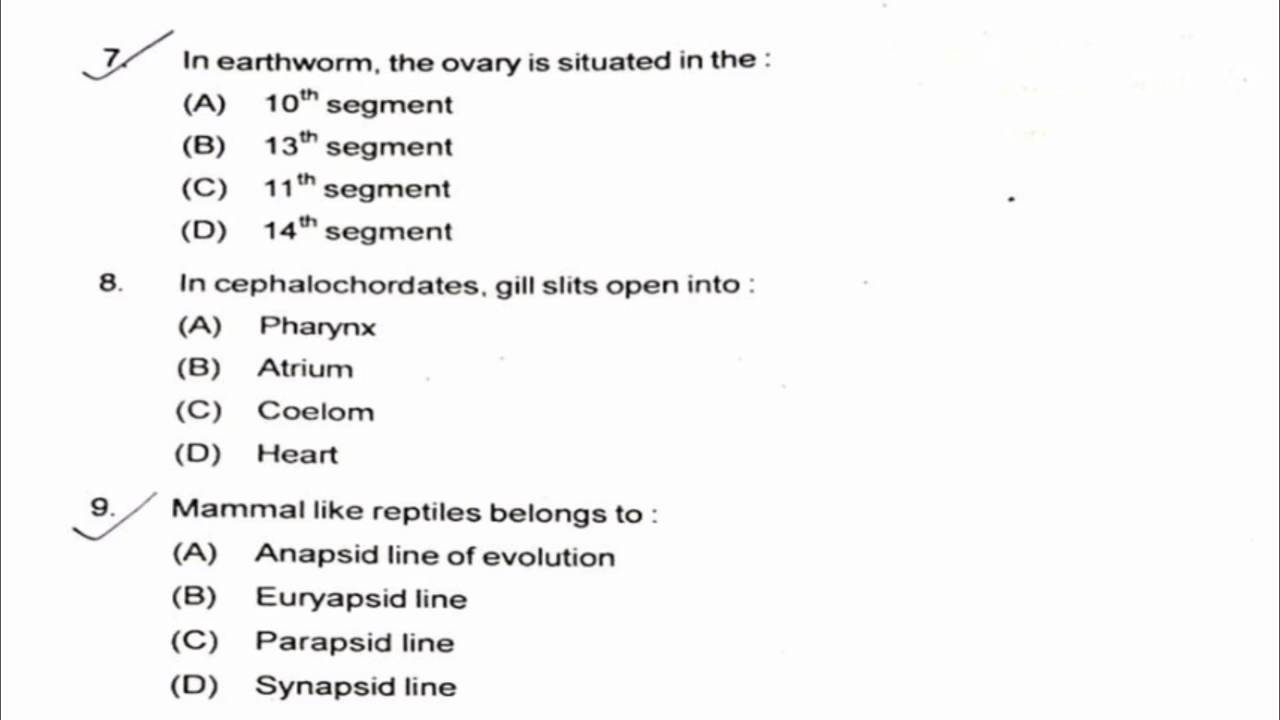 7. In earthworm, the ovary is situated in the :
(A) 10th segment
(B) 13th segment
(C) 11th segment
(D) 14th segment
8. In cephalochordates, gill slits open into :
(A) Pharynx
(B) Atrium
(C) Coelom
(D) Heart
9. Mammal like reptiles belongs to :
(A) Anapsid line of evolution
(B) Euryapsid line
(C) Parapsid line
(D) Synapsid line